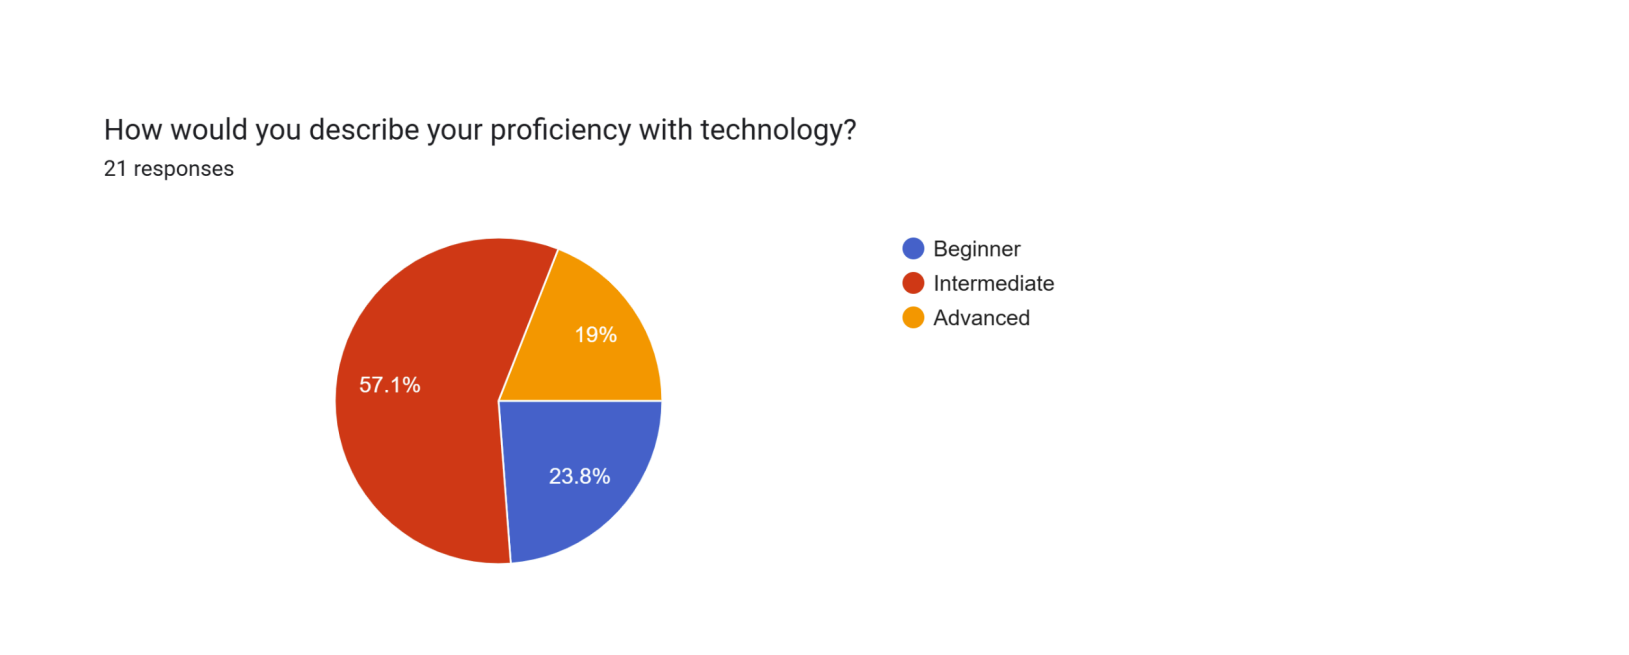 How would you describe your proficiency with technology?
21 responses
19%
57.1%
23.8%
Beginner
Intermediate
Advanced